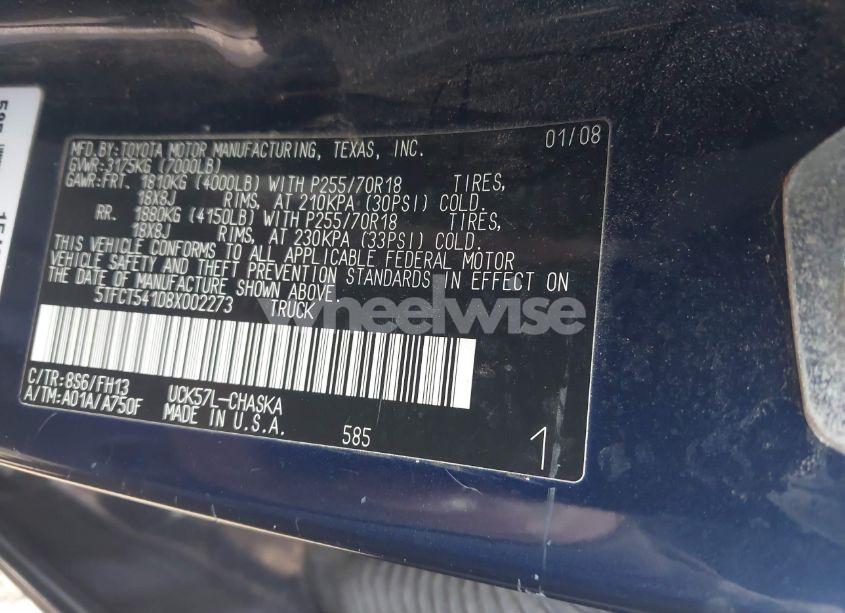 MFD.BY:TOYOTA MOTOR MANUFACTURING, TEXAS, INC. 01/08
GVWR:3175KG (7000LB)
GAWR:FRT. 1810KG (4000LB) WITH P255/70R18 TIRES,
18X8J RIMS, AT 210KPA (30PSI) COLD.
RR. 1880KG (4150LB) WITH P255/70R18 TIRES,
18X8J RIMS, AT 230KPA (33PSI) COLD.
THIS VEHICLE CONFORMS TO ALL APPLICABLE FEDERAL MOTOR
VEHICLE SAFETY AND THEFT PREVENTION STANDARDS IN EFFECT ON
THE DATE OF MANUFACTURE SHOWN ABOVE.
5TFCT54108X002273 TRUCK
wheelwise
C/TR:8S6/FH13 UCK57L-CHASKA
A/TM:A01A/A750F MADE IN U.S.A.
585 1